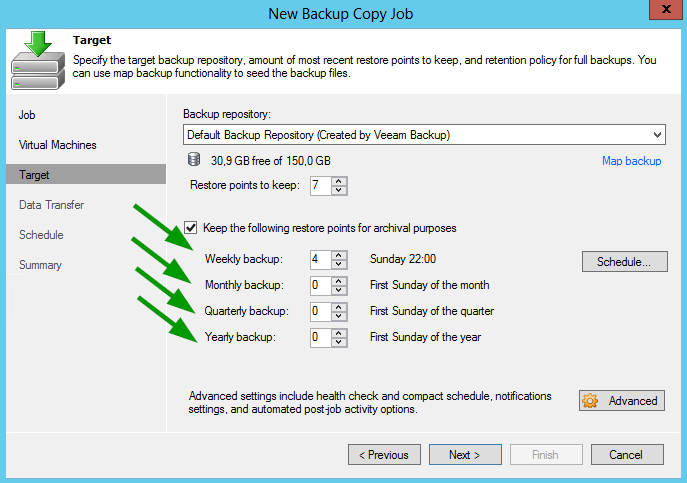 New Backup Copy Job
x
Target
Specify the target backup repository, amount of most recent restore points to keep, and retention policy for full backups. You
can use map backup functionality to seed the backup files.
Job
Virtual Machines
Target
Data Transfer
Schedule
Summary
Backup repository:
Default Backup Repository (Created by Veeam Backup)
30,9 GB free of 150,0 GB
Map backup
Restore points to keep: 7
Keep the following restore points for archival purposes
Weekly backup: 4 Sunday 22:00
Schedule...
Monthly backup: 0 First Sunday of the month
Quarterly backup: 0 First Sunday of the quarter
Yearly backup: 0 First Sunday of the year
Advanced settings include health check and compact schedule, notifications
settings, and automated post-job activity options.
Advanced
< Previous
Next >
Finish
Cancel